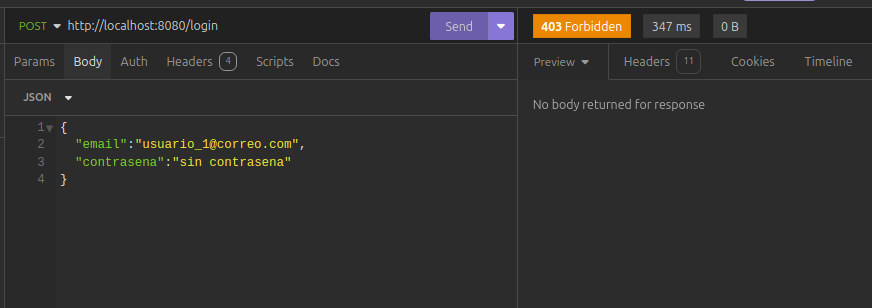 POST http://localhost:8080/login Send
403 Forbidden 347 ms 0 B
Params Body Auth Headers 4 Scripts Docs
Preview Headers 11 Cookies Timeline
JSON
No body returned for response
1 {
2 "email":"usuario_1@correo.com",
3 "contrasena":"sin contrasena"
4 }